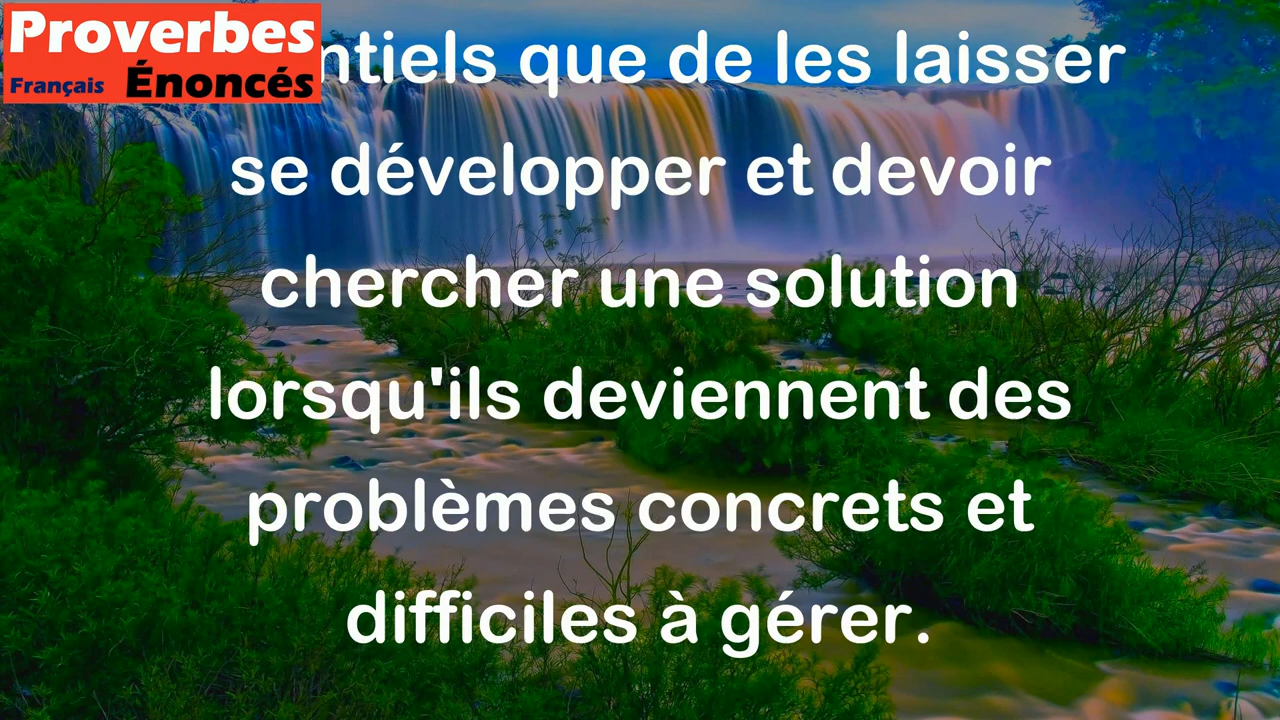 Proverbes
Français Énoncés
ntiels que de les laisser
se développer et devoir
chercher une solution
lorsqu'ils deviennent des
problèmes concrets et
difficiles à gérer.